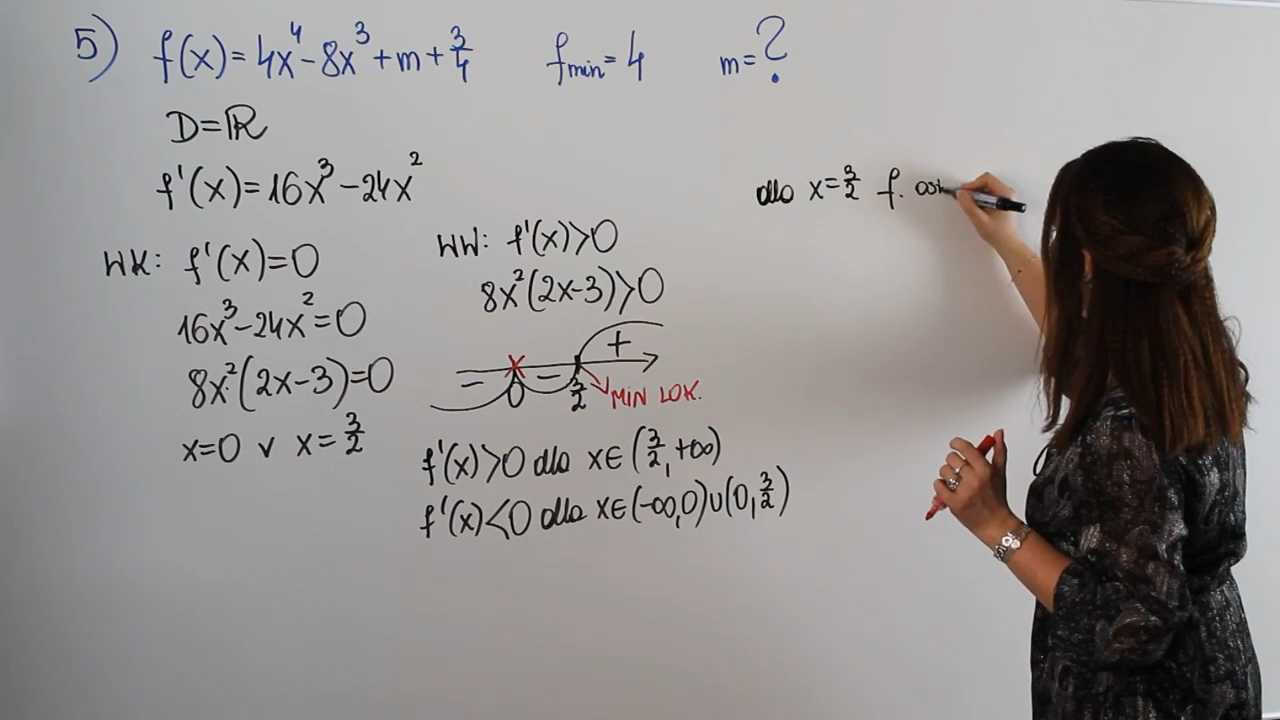 5) f(x)=4x⁴-8x³+m+3/4 f min=4 m=?
D=ℝ
f'(x)=16x³-24x²
WK: f'(x)=0
16x³-24x²=0
8x²(2x-3)=0
x=0 ∨ x=3/2
WW: f'(x)>0
8x²(2x-3)>0
+
- 0 - 3/2
MIN LOK.
f'(x)>0 dla x∈(3/2,+∞)
f'(x)<0 dla x∈(-∞,0)∪(0,3/2)
dla x=3/2 f.